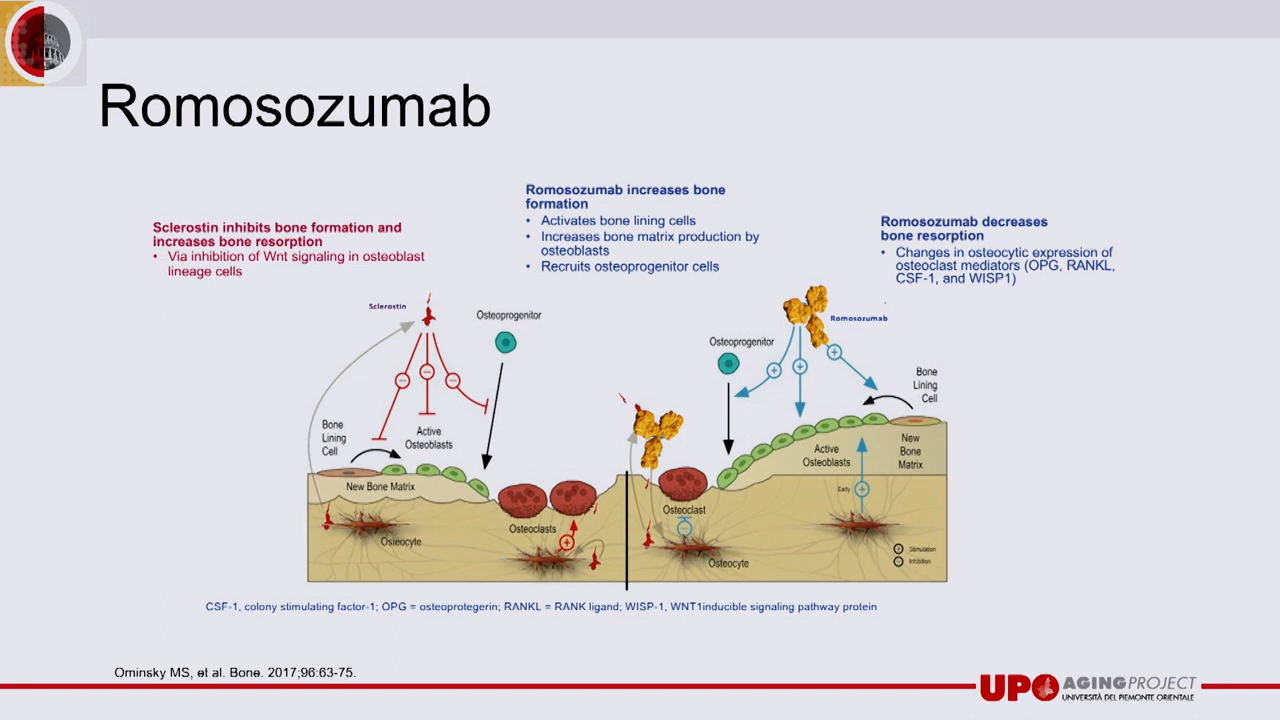 Romosozumab
Sclerostin inhibits bone formation and
increases bone resorption
• Via inhibition of Wnt signaling in osteoblast
lineage cells
Romosozumab increases bone
formation
• Activates bone lining cells
• Increases bone matrix production by
osteoblasts
• Recruits osteoprogenitor cells
Romosozumab decreases
bone resorption
• Changes in osteocytic expression of
osteoclast mediators (OPG, RANKL,
CSF-1, and WISP1)
Sclerostin
Osteoprogenitor
Bone
Lining
Cell
Active
Osteoblasts
New Bone Matrix
Osteocyte
Osteoclasts
Romosozumab
Osteoprogenitor
Bone
Lining
Cell
Active
Osteoblasts
New
Bone
Matrix
Early
Osteoclast
Osteocyte
Stimulation
Inhibition
CSF-1, colony stimulating factor-1; OPG = osteoprotegerin; RANKL = RANK ligand; WISP-1, WNT1inducible signaling pathway protein
Ominsky MS, et al. Bone. 2017;96:63-75.
UPO AGINGPROJECT
UNIVERSITÀ DEL PIEMONTE ORIENTALE